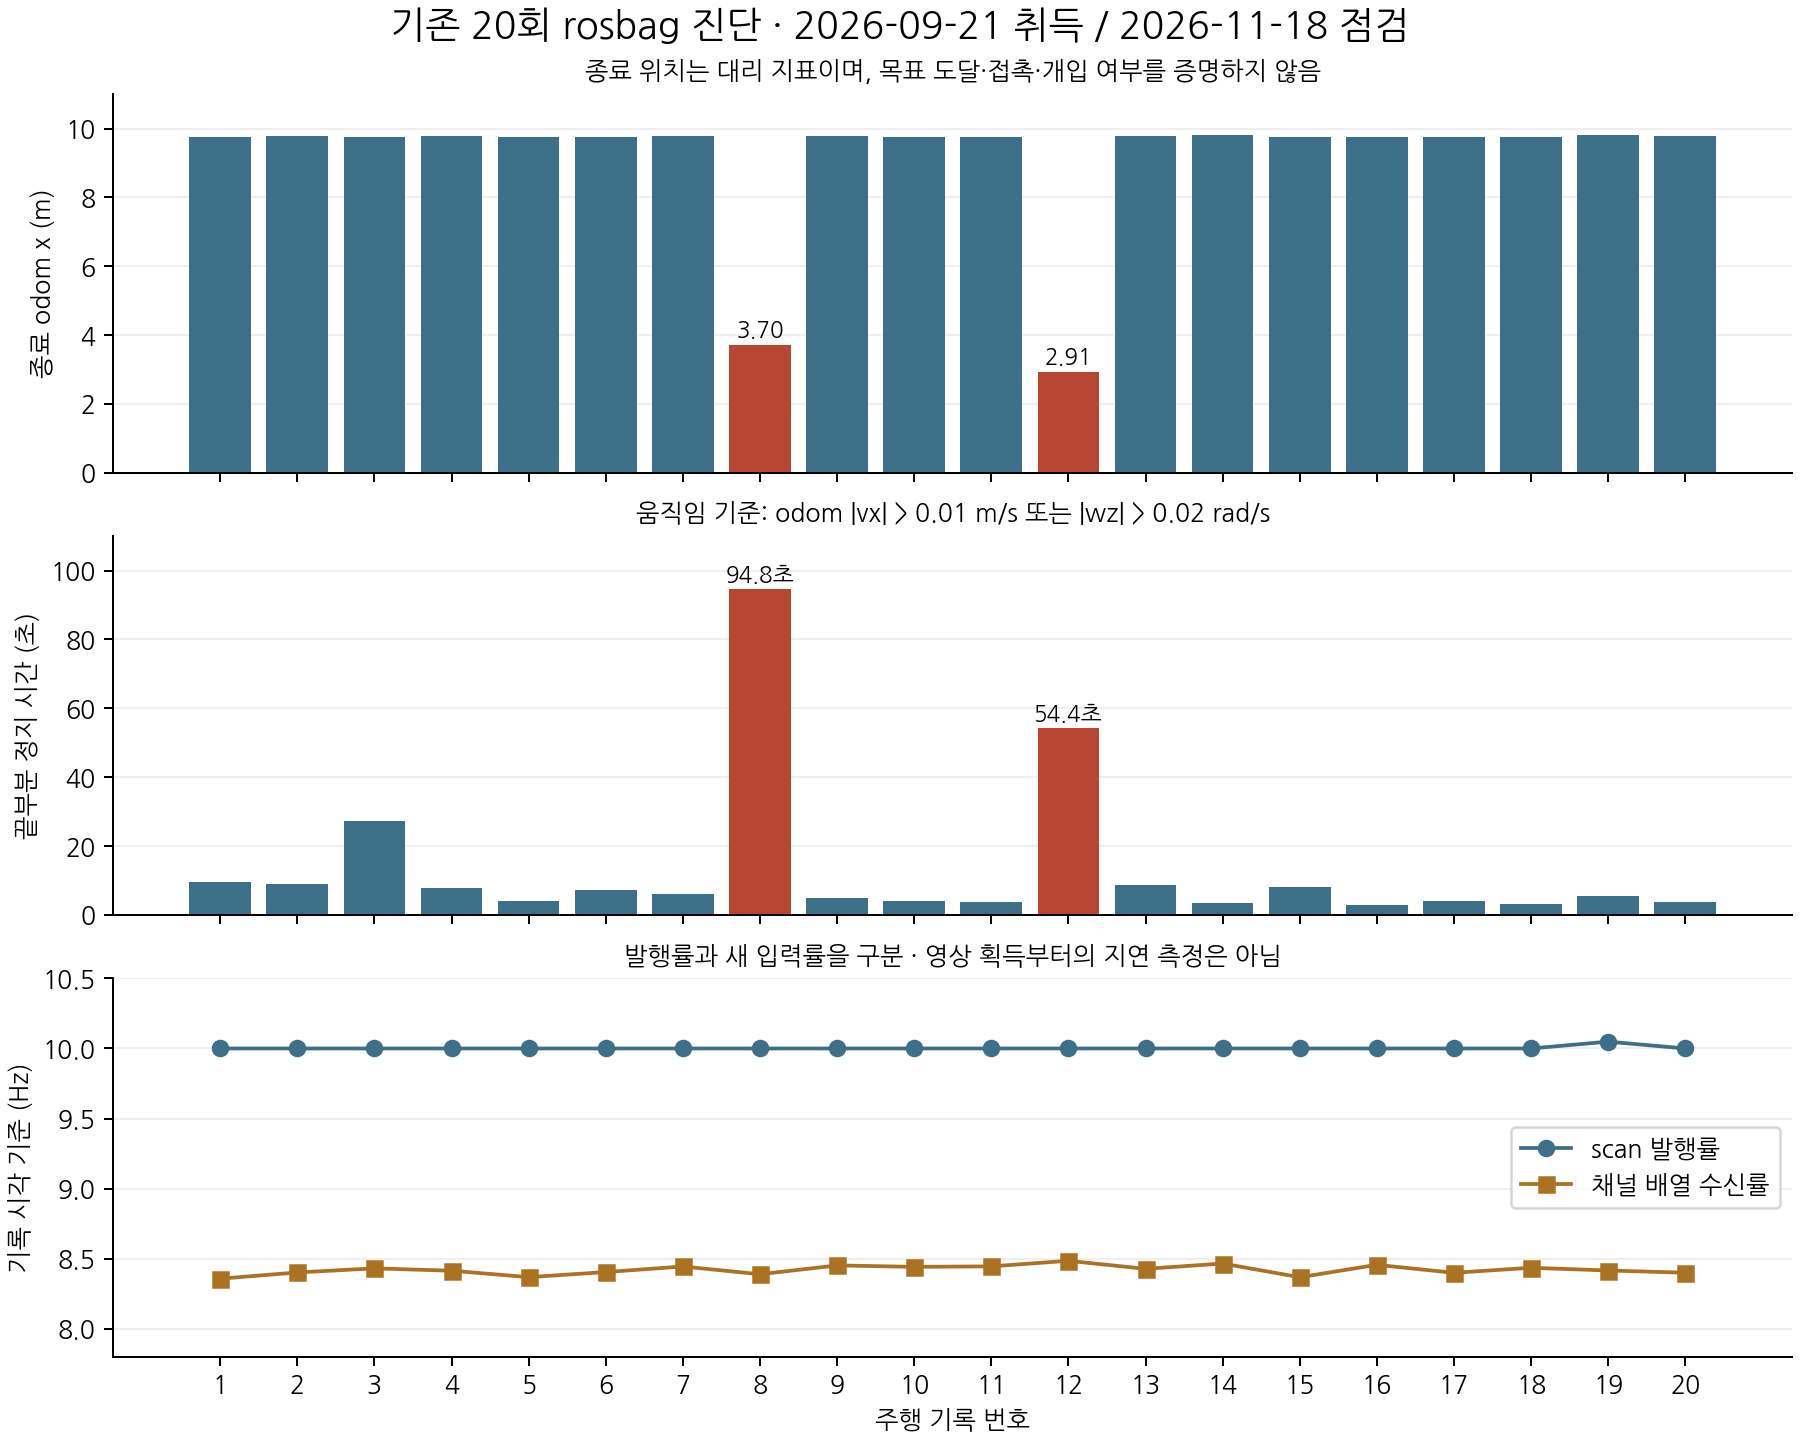 기존 20회 rosbag 진단 · 2026-09-21 취득 / 2026-11-18 점검
종료 위치는 대리 지표이며, 목표 도달·접촉·개입 여부를 증명하지 않음
종료 odom x (m)
10
8
6
4
2
0
3.70
2.91
움직임 기준: odom |vx| > 0.01 m/s 또는 |wz| > 0.02 rad/s
끝부분 정지 시간 (초)
100
80
60
40
20
0
94.8초
54.4초
발행률과 새 입력률을 구분 · 영상 획득부터의 지연 측정은 아님
기록 시각 기준 (Hz)
10.5
10.0
9.5
9.0
8.5
8.0
scan 발행률
채널 배열 수신률
1 2 3 4 5 6 7 8 9 10 11 12 13 14 15 16 17 18 19 20
주행 기록 번호